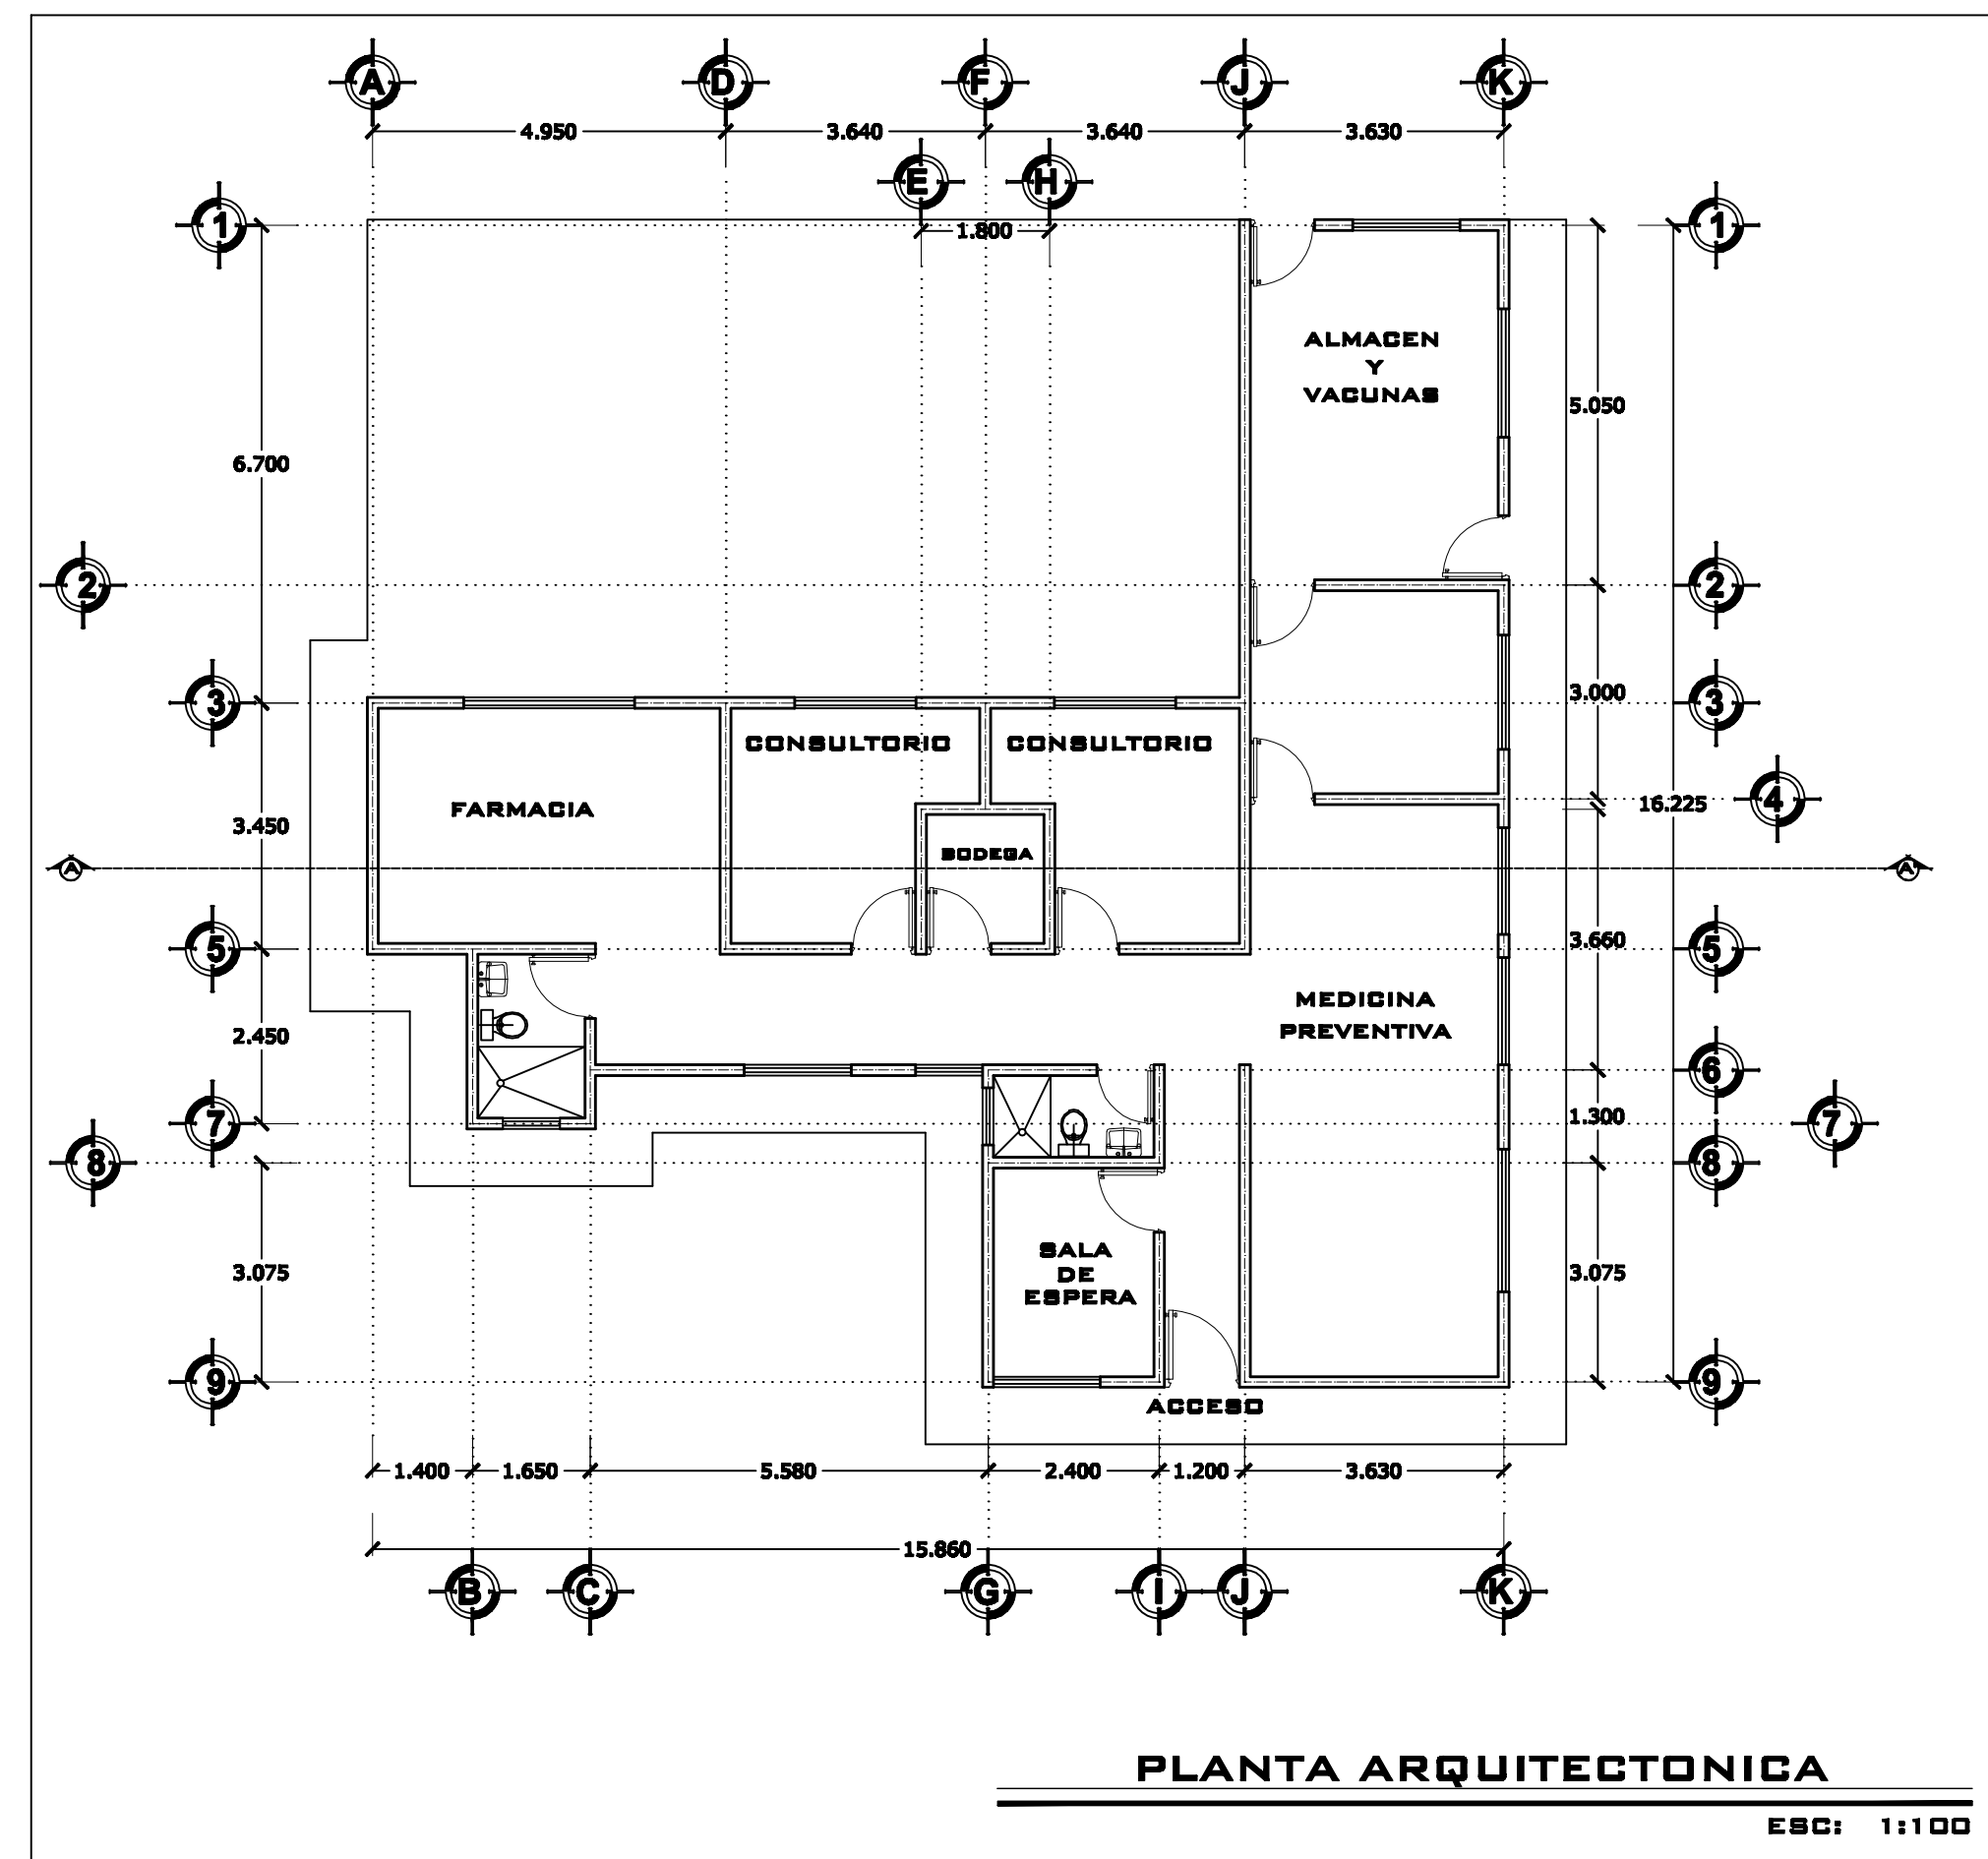 A D F J K
4.950 3.640 3.640 3.630
E H
1 1.800 1
ALMACEN
Y
VACUNAS
5.050
6.700
2 2
3.000
3 3
CONSULTORIO CONSULTORIO
4
16.225
FARMACIA
3.450
BODEGA
A A'
3.660
5 5
MEDICINA
PREVENTIVA
2.450
6
1.300
7 7
8 8
SALA
DE
ESPERA
3.075 3.075
9 9
ACCESO
1.400 1.650 5.580 2.400 1.200 3.630
15.860
B C G I J K
PLANTA ARQUITECTONICA
ESC: 1:100